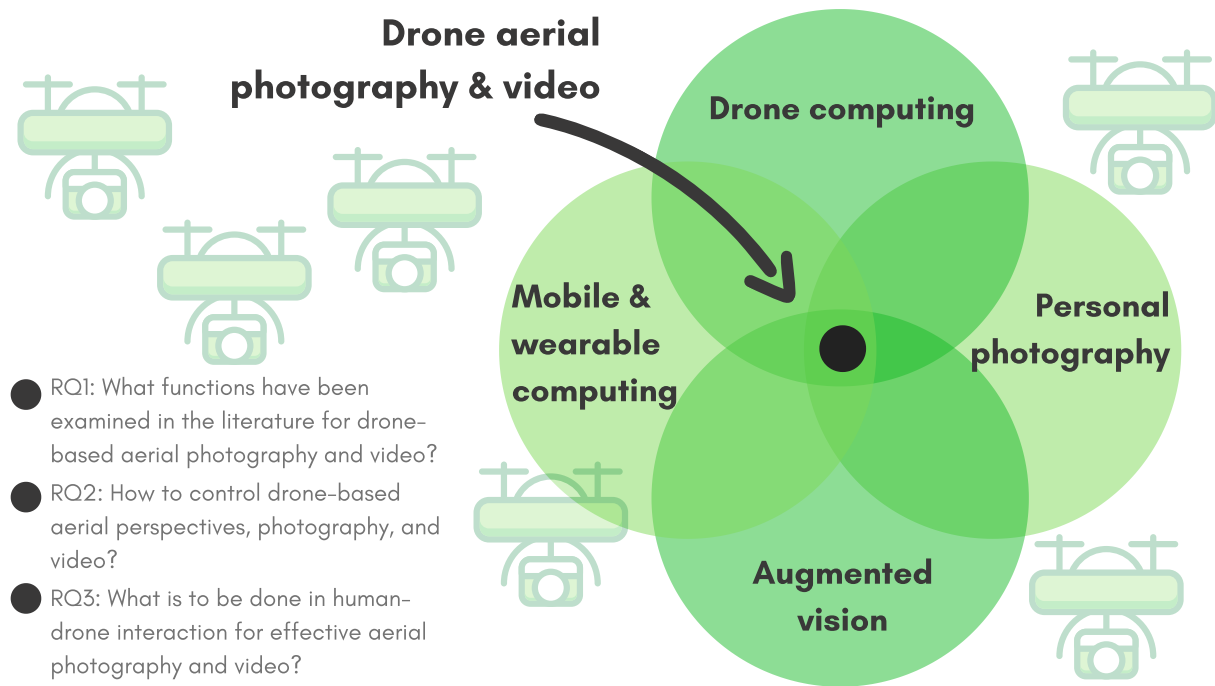 Drone aerial
photography & video
Drone computing
Mobile &
wearable
computing
Personal
photography
Augmented
vision
RQ1: What functions have been
examined in the literature for drone-
based aerial photography and video?
RQ2: How to control drone-based
aerial perspectives, photography, and
video?
RQ3: What is to be done in human-
drone interaction for effective aerial
photography and video?